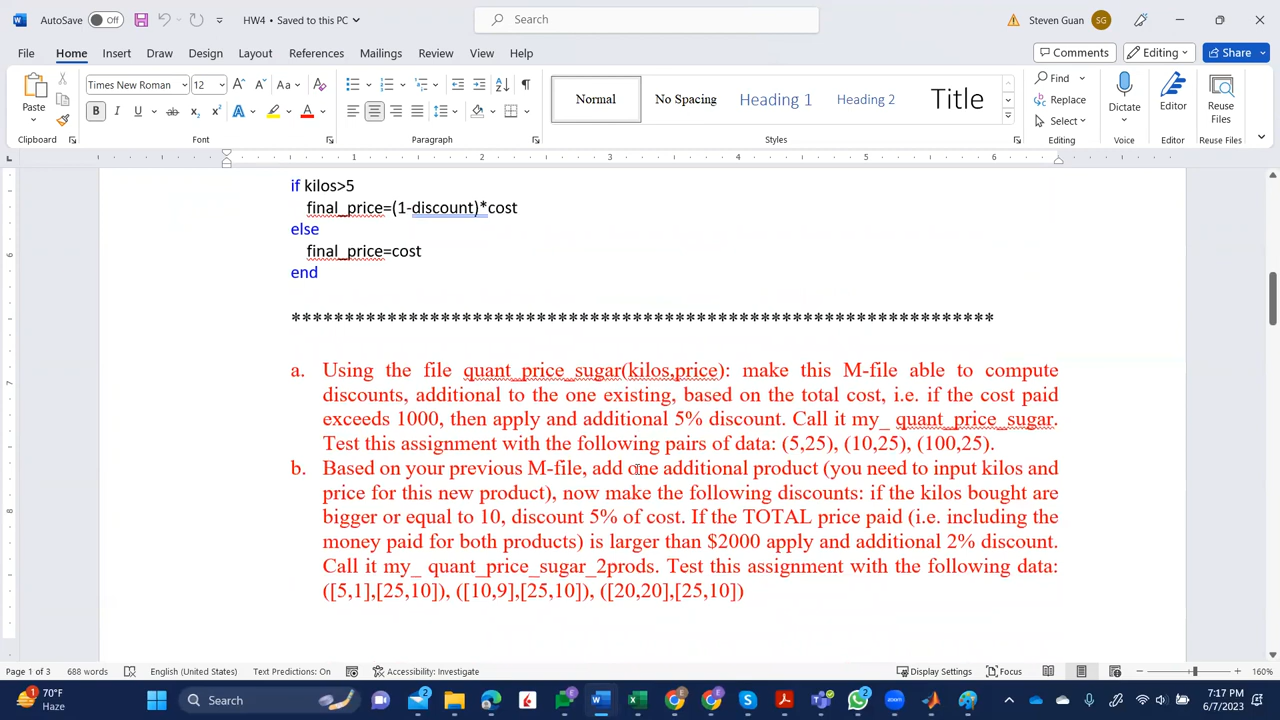 AutoSave Off HW4 - Saved to this PC Search Steven Guan SG
File Home Insert Draw Design Layout References Mailings Review View Help Comments Editing Share
Paste Times New Roman 12 Aa Normal No Spacing Heading 1 Heading 2 Title Find Replace Select Dictate Editor Reuse Files
Clipboard Font Paragraph Styles Editing Voice Editor Reuse Files
1 2 3 4 5 6
if kilos>5
final_price=(1-discount)*cost
else
final_price=cost
end
*******************************************************************
a. Using the file quant_price_sugar(kilos,price): make this M-file able to compute
discounts, additional to the one existing, based on the total cost, i.e. if the cost paid
exceeds 1000, then apply and additional 5% discount. Call it my_ quant_price_sugar.
Test this assignment with the following pairs of data: (5,25), (10,25), (100,25).
b. Based on your previous M-file, add one additional product (you need to input kilos and
price for this new product), now make the following discounts: if the kilos bought are
bigger or equal to 10, discount 5% of cost. If the TOTAL price paid (i.e. including the
money paid for both products) is larger than $2000 apply and additional 2% discount.
Call it my_ quant_price_sugar_2prods. Test this assignment with the following data:
([5,1],[25,10]), ([10,9],[25,10]), ([20,20],[25,10])
Page 1 of 3 688 words English (United States) Text Predictions: On Accessibility: Investigate Display Settings Focus 160%
70°F Haze Search 7:17 PM 6/7/2023